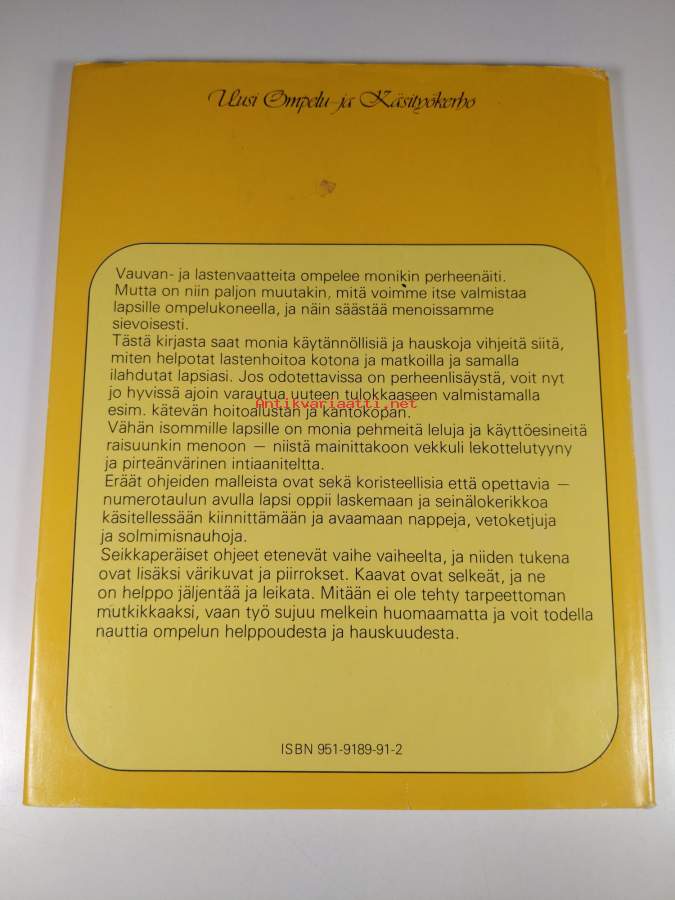 Uusi Ompelu- ja Käsityökerho
Vauvan- ja lastenvaatteita ompelee monikin perheenäiti.
Mutta on niin paljon muutakin, mitä voimme itse valmistaa
lapsille ompelukoneella, ja näin säästää menoissamme
sievoisesti.
Tästä kirjasta saat monia käytännöllisiä ja hauskoja vihjeitä siitä,
miten helpotat lastenhoitoa kotona ja matkoilla ja samalla
ilahdutat lapsiasi. Jos odotettavissa on perheenlisäystä, voit nyt
jo hyvissä ajoin varautua uuteen tulokkaaseen valmistamalla
Antikvariaatti.net
esim. kätevän hoitoalustan ja kantokopan.
Vähän isommille lapsille on monia pehmeitä leluja ja käyttöesineitä
raisuunkin menoon — niistä mainittakoon vekkuli lekottelutyyny
ja pirteänvärinen intiaaniteltta.
Eräät ohjeiden malleista ovat sekä koristeellisia että opettavia —
numerotaulun avulla lapsi oppii laskemaan ja seinälokerikkoa
käsitellessään kiinnittämään ja avaamaan nappeja, vetoketjuja
ja solmimisnauhoja.
Seikkaperäiset ohjeet etenevät vaihe vaiheelta, ja niiden tukena
ovat lisäksi värikuvat ja piirrokset. Kaavat ovat selkeät, ja ne
on helppo jäljentää ja leikata. Mitään ei ole tehty tarpeettoman
mutkikkaaksi, vaan työ sujuu melkein huomaamatta ja voit todella
nauttia ompelun helppoudesta ja hauskuudesta.
ISBN 951-9189-91-2